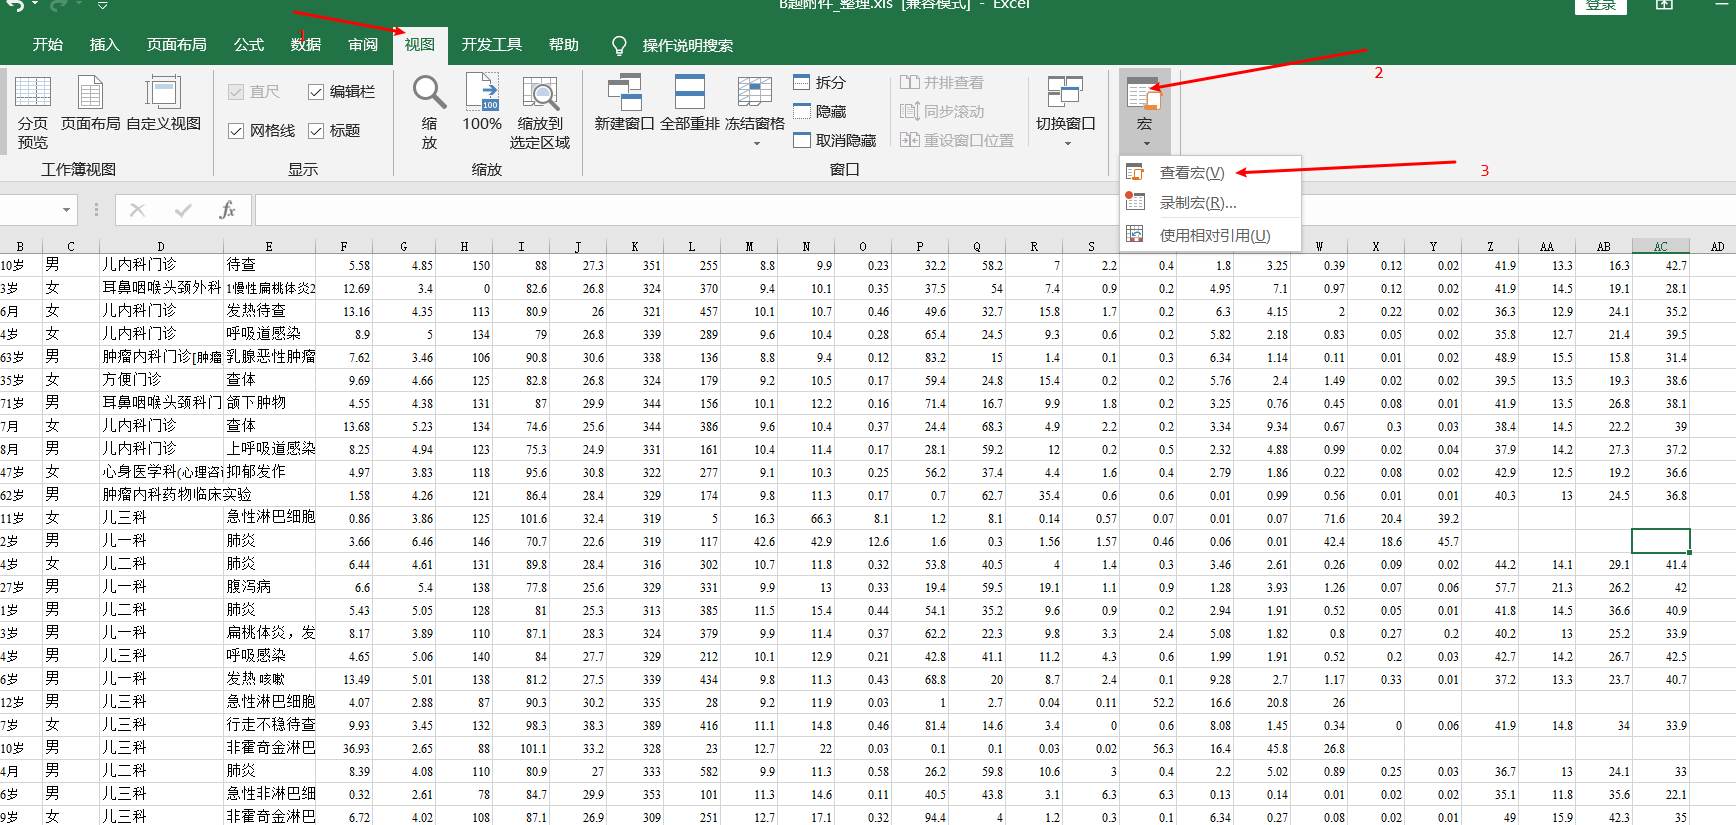 B题附件_整理.xls [兼容模式] - Excel
登录
开始 插入 页面布局 公式 数据 审阅 视图 开发工具 帮助 操作说明搜索
1
2
3
分页
预览
页面布局 自定义视图
工作簿视图
直尺 编辑栏
网格线 标题
显示
缩
放
100%
100
缩放到
选定区域
缩放
新建窗口 全部重排 冻结窗格
拆分
隐藏
取消隐藏
并排查看
同步滚动
重设窗口位置
窗口
切换窗口
宏
查看宏(V)
录制宏(R)...
使用相对引用(U)
fx
B C D E F G H I J K L M N O P Q R S W X Y Z AA AB AC AD
10岁 男 儿内科门诊 待查 5.58 4.85 150 88 27.3 351 255 8.8 9.9 0.23 32.2 58.2 7 2.2 0.4 1.8 3.25 0.39 0.12 0.02 41.9 13.3 16.3 42.7
3岁 女 耳鼻咽喉头颈外科 1慢性扁桃体炎2 12.69 3.4 0 82.6 26.8 324 370 9.4 10.1 0.35 37.5 54 7.4 0.9 0.2 4.95 7.1 0.97 0.12 0.02 41.9 14.5 19.1 28.1
6月 女 儿内科门诊 发热待查 13.16 4.35 113 80.9 26 321 457 10.1 10.7 0.46 49.6 32.7 15.8 1.7 0.2 6.3 4.15 2 0.22 0.02 36.3 12.9 24.1 35.2
4岁 女 儿内科门诊 呼吸道感染 8.9 5 134 79 26.8 339 289 9.6 10.4 0.28 65.4 24.5 9.3 0.6 0.2 5.82 2.18 0.83 0.05 0.02 35.8 12.7 21.4 39.5
63岁 男 肿瘤内科门诊[肿瘤 乳腺恶性肿瘤 7.62 3.46 106 90.8 30.6 338 136 8.8 9.4 0.12 83.2 15 1.4 0.1 0.3 6.34 1.14 0.11 0.01 0.02 48.9 15.5 15.8 31.4
35岁 女 方便门诊 查体 9.69 4.66 125 82.8 26.8 324 179 9.2 10.5 0.17 59.4 24.8 15.4 0.2 0.2 5.76 2.4 1.49 0.02 0.02 39.5 13.5 19.3 38.6
71岁 男 耳鼻咽喉头颈科门 颌下肿物 4.55 4.38 131 87 29.9 344 156 10.1 12.2 0.16 71.4 16.7 9.9 1.8 0.2 3.25 0.76 0.45 0.08 0.01 41.9 13.5 26.8 38.1
7月 女 儿内科门诊 查体 13.68 5.23 134 74.6 25.6 344 386 9.6 10.4 0.37 24.4 68.3 4.9 2.2 0.2 3.34 9.34 0.67 0.3 0.03 38.4 14.5 22.2 39
8月 男 儿内科门诊 上呼吸道感染 8.25 4.94 123 75.3 24.9 331 161 10.4 11.4 0.17 28.1 59.2 12 0.2 0.5 2.32 4.88 0.99 0.02 0.04 37.9 14.2 27.3 37.2
47岁 女 心身医学科(心理咨询 抑郁发作 4.97 3.83 118 95.6 30.8 322 277 9.1 10.3 0.25 56.2 37.4 4.4 1.6 0.4 2.79 1.86 0.22 0.08 0.02 42.9 12.5 19.2 36.6
62岁 男 肿瘤内科药物临床实验 1.58 4.26 121 86.4 28.4 329 174 9.8 11.3 0.17 0.7 62.7 35.4 0.6 0.6 0.01 0.99 0.56 0.01 0.01 40.3 13 24.5 36.8
11岁 女 儿三科 急性淋巴细胞 0.86 3.86 125 101.6 32.4 319 5 16.3 66.3 8.1 1.2 8.1 0.14 0.57 0.07 0.01 0.07 71.6 20.4 39.2
2岁 男 儿一科 肺炎 3.66 6.46 146 70.7 22.6 319 117 42.6 42.9 12.6 1.6 0.3 1.56 1.57 0.46 0.06 0.01 42.4 18.6 45.7
4岁 女 儿二科 肺炎 6.44 4.61 131 89.8 28.4 316 302 10.7 11.8 0.32 53.8 40.5 4 1.4 0.3 3.46 2.61 0.26 0.09 0.02 44.2 14.1 29.1 41.4
27岁 男 儿一科 腹泻病 6.6 5.4 138 77.8 25.6 329 331 9.9 13 0.33 19.4 59.5 19.1 1.1 0.9 1.28 3.93 1.26 0.07 0.06 57.7 21.3 26.2 42
1岁 男 儿二科 肺炎 5.43 5.05 128 81 25.3 313 385 11.5 15.4 0.44 54.1 35.2 9.6 0.9 0.2 2.94 1.91 0.52 0.05 0.01 41.8 14.5 36.6 40.9
3岁 男 儿一科 扁桃体炎，发 8.17 3.89 110 87.1 28.3 324 379 9.9 11.4 0.37 62.2 22.3 9.8 3.3 2.4 5.08 1.82 0.8 0.27 0.2 40.2 13 25.2 33.9
4岁 男 儿三科 呼吸感染 4.65 5.06 140 84 27.7 329 212 10.1 12.9 0.21 42.8 41.1 11.2 4.3 0.6 1.99 1.91 0.52 0.2 0.03 42.7 14.2 26.7 42.5
6岁 男 儿一科 发热 咳嗽 13.49 5.01 138 81.2 27.5 339 434 9.8 11.3 0.43 68.8 20 8.7 2.4 0.1 9.28 2.7 1.17 0.33 0.01 37.2 13.3 23.7 40.7
12岁 男 儿三科 急性淋巴细胞 4.07 2.88 87 90.3 30.2 335 28 9.2 11.9 0.03 1 2.7 0.04 0.11 52.2 16.6 20.8 26
7岁 女 儿三科 行走不稳待查 9.93 3.45 132 98.3 38.3 389 416 11.1 14.8 0.46 81.4 14.6 3.4 0 0.6 8.08 1.45 0.34 0 0.06 41.9 14.8 34 33.9
10岁 男 儿三科 非霍奇金淋巴 36.93 2.65 88 101.1 33.2 328 23 12.7 22 0.03 0.1 0.1 0.03 0.02 56.3 16.4 45.8 26.8
4月 男 儿二科 肺炎 8.39 4.08 110 80.9 27 333 582 9.9 11.3 0.58 26.2 59.8 10.6 3 0.4 2.2 5.02 0.89 0.25 0.03 36.7 13 24.1 33
6岁 男 儿三科 急性非淋巴细 0.32 2.61 78 84.7 29.9 353 101 11.3 14.6 0.11 40.5 43.8 3.1 6.3 6.3 0.13 0.14 0.01 0.02 0.02 35.1 11.8 35.6 22.1
9岁 女 儿三科 非霍奇金淋巴 6.72 4.02 108 87.1 26.9 309 251 12.7 17.1 0.32 94.4 4 1.2 0.3 0.1 6.34 0.27 0.08 0.02 0.01 49 15.9 42.3 35